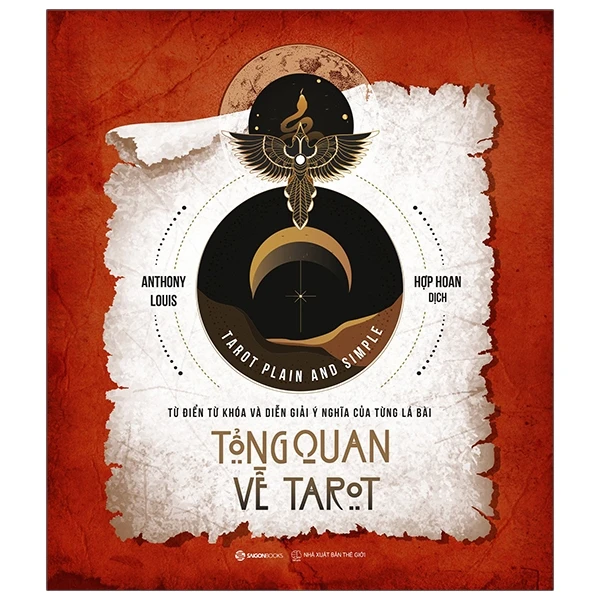 ANTHONY
LOUIS
HỢP HOAN
DỊCH
TAROT PLAIN AND SIMPLE
TỪ ĐIỂN TỪ KHÓA VÀ DIỄN GIẢI Ý NGHĨA CỦA TỪNG LÁ BÀI
TỔNG QUAN
VỀ TAROT
SAIGONBOOKS
NHÀ XUẤT BẢN THẾ GIỚI